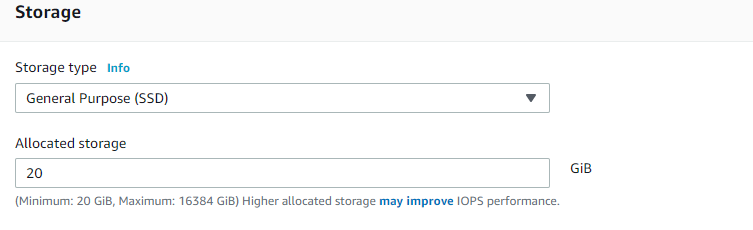 Storage
Storage type Info
General Purpose (SSD)
Allocated storage
20
GiB
(Minimum: 20 GiB, Maximum: 16384 GiB) Higher allocated storage may improve IOPS performance.